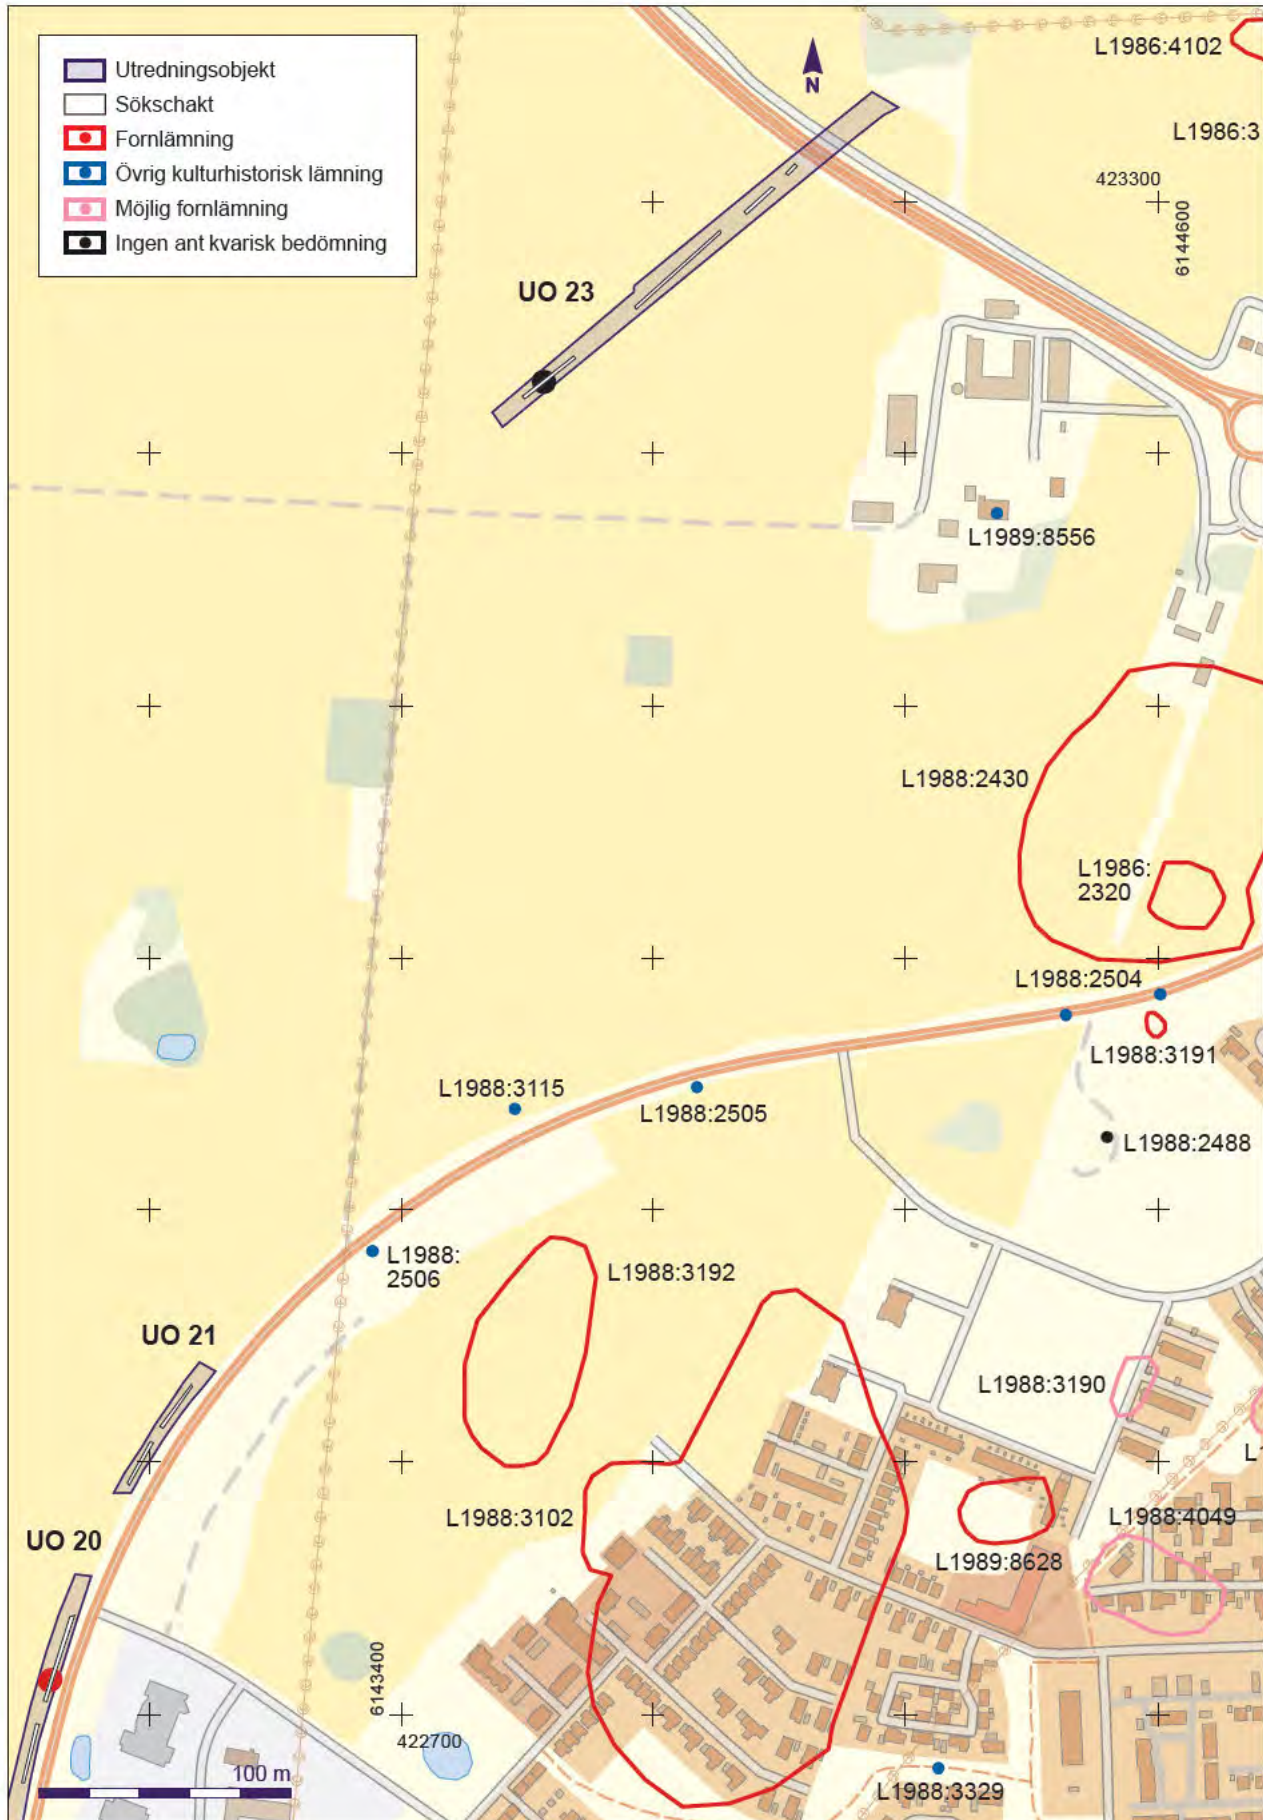 Utredningsobjekt
Sökschakt
Fornlämning
Övrig kulturhistorisk lämning
Möjlig fornlämning
Ingen ant kvarisk bedömning
N
L1986:4102
L1986:3
423300
6144600
UO 23
L1989:8556
L1988:2430
L1986:
2320
L1988:2504
L1988:3191
L1988:3115
L1988:2505
L1988:2488
L1988:
2506
L1988:3192
UO 21
L1988:3190
L1
L1988:3102
L1988:4049
UO 20
L1989:8628
6143400
422700
100 m
L1988:3329